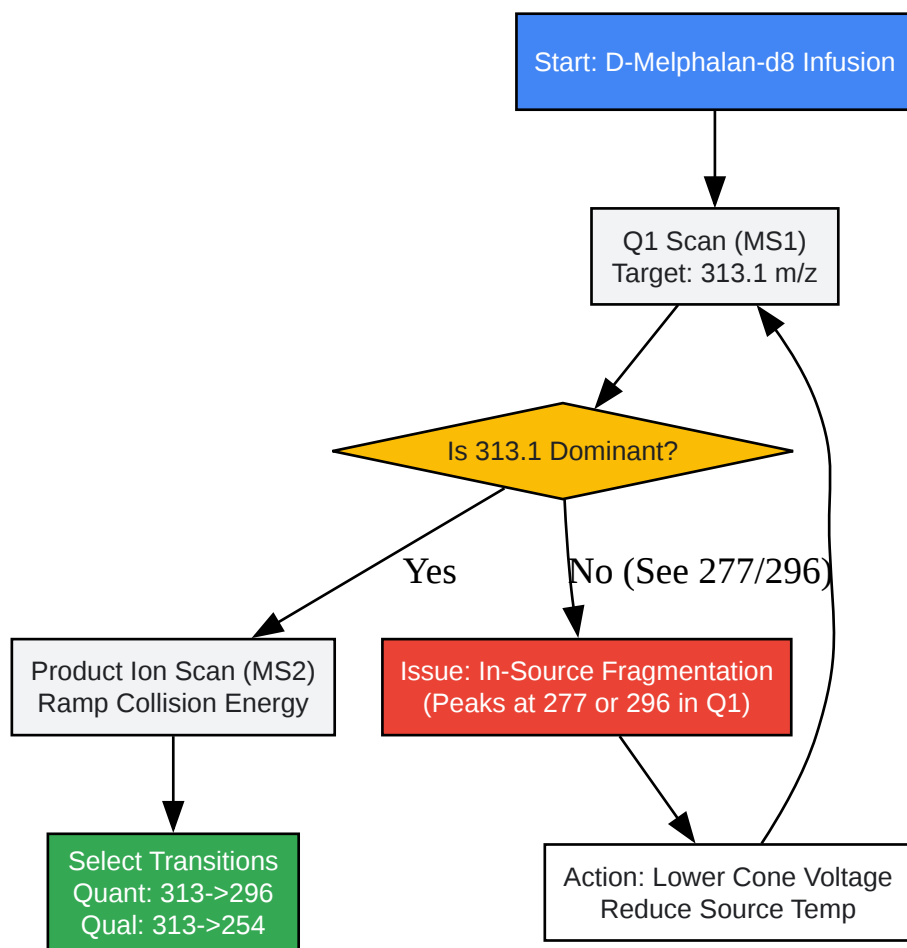 Start: D-Melphalan-d8 Infusion
Q1 Scan (MS1)
Target: 313.1 m/z
Is 313.1 Dominant?
Yes
No (See 277/296)
Product Ion Scan (MS2)
Ramp Collision Energy
Issue: In-Source Fragmentation
(Peaks at 277 or 296 in Q1)
Select Transitions
Quant: 313->296
Qual: 313->254
Action: Lower Cone Voltage
Reduce Source Temp